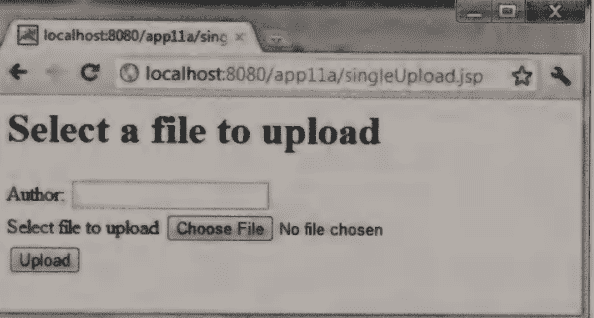 localhost:8080/app11a/sing
localhost:8080/app11a/singleUpload.jsp
Select a file to upload
Author:
Select file to upload Choose File No file chosen
Upload